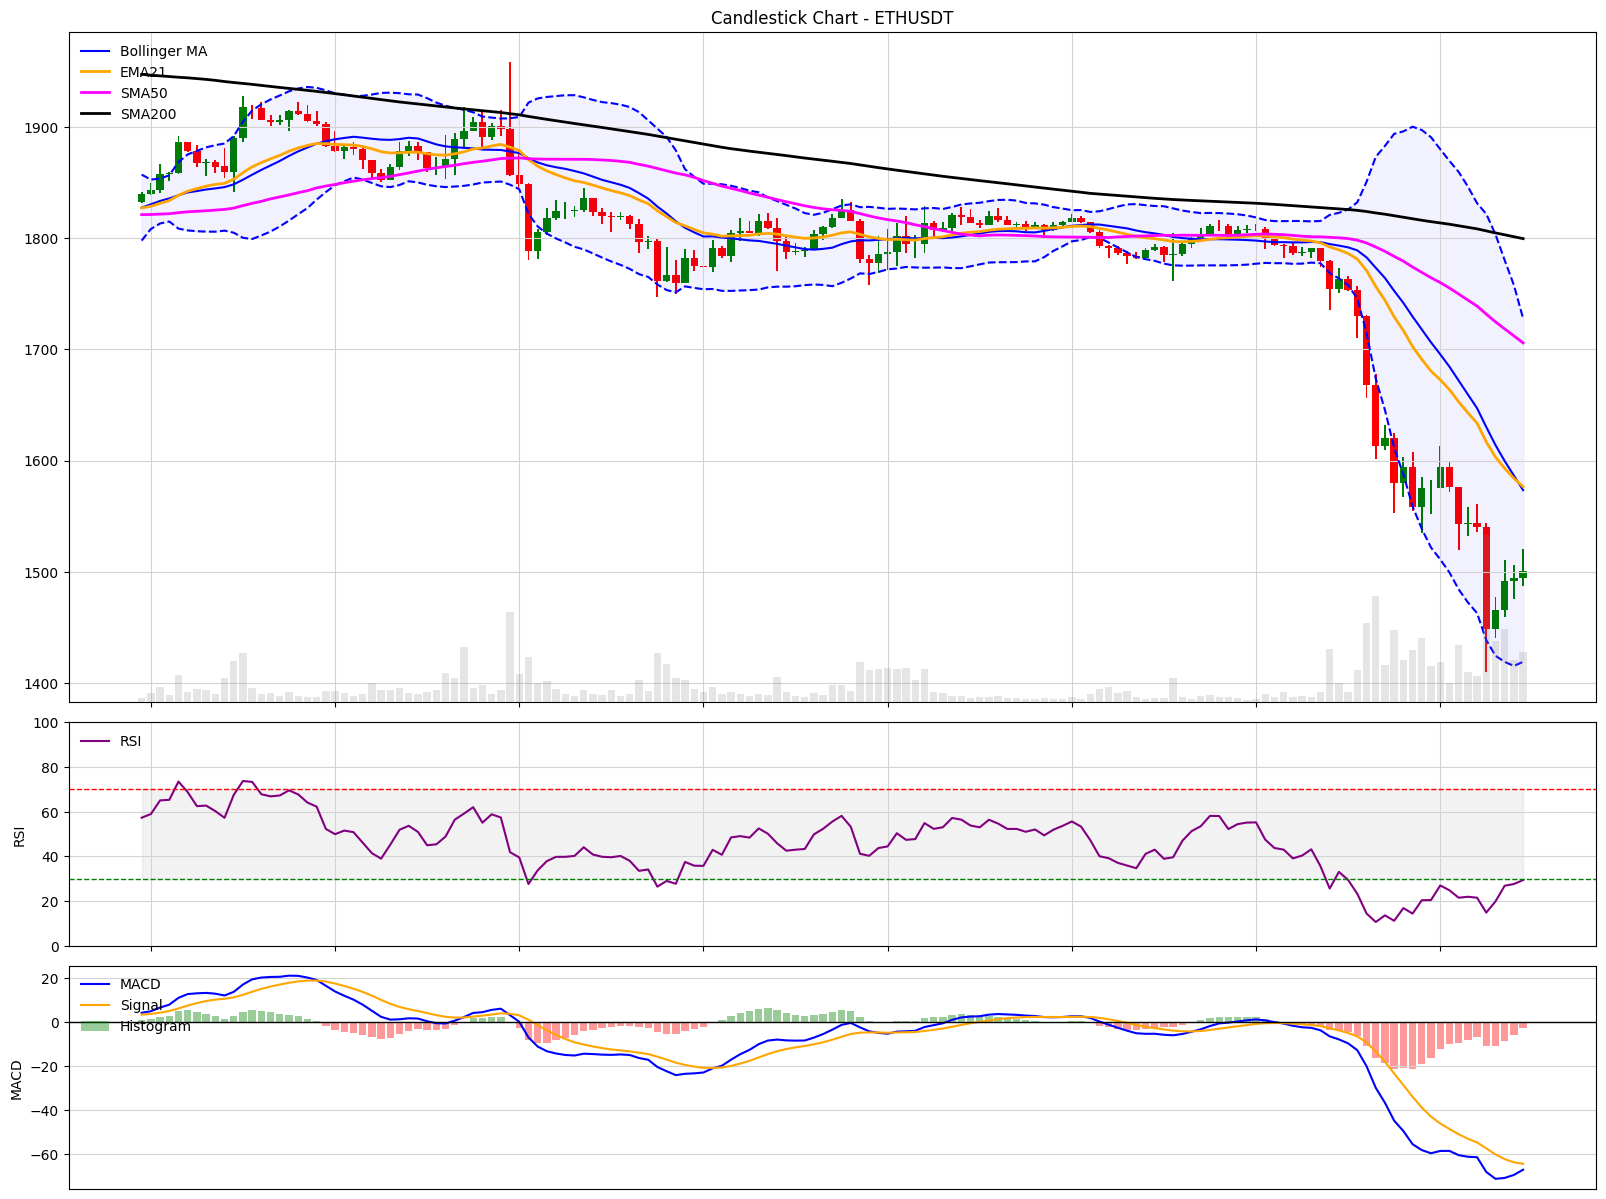 Candlestick Chart - ETHUSDT
Bollinger MA
EMA21
SMA50
SMA200
1900
1800
1700
1600
1500
1400
RSI
100
80
60
40
20
0
RSI
MACD
Signal
Histogram
20
0
−20
−40
−60
MACD